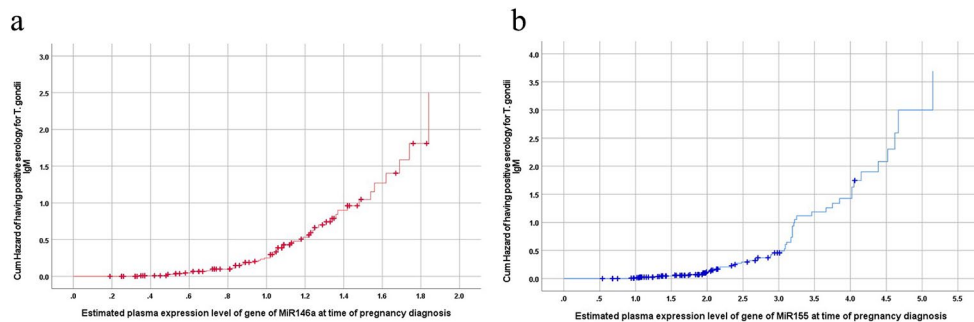 a
Cum Hazard of having positive serology for T. gondii
IgM
3.0
2.5
2.0
1.5
1.0
0.5
0.0
.0 .2 .4 .6 .8 1.0 1.2 1.4 1.6 1.8 2.0
Estimated plasma expression level of gene of MiR146a at time of pregnancy diagnosis
b
Cum Hazard of having positive serology for T. gondii
IgM
4.0
3.5
3.0
2.5
2.0
1.5
1.0
.5
.0
.0 .5 1.0 1.5 2.0 2.5 3.0 3.5 4.0 4.5 5.0 5.5
Estimated plasma expression level of gene of MiR155 at time of pregnancy diagnosis